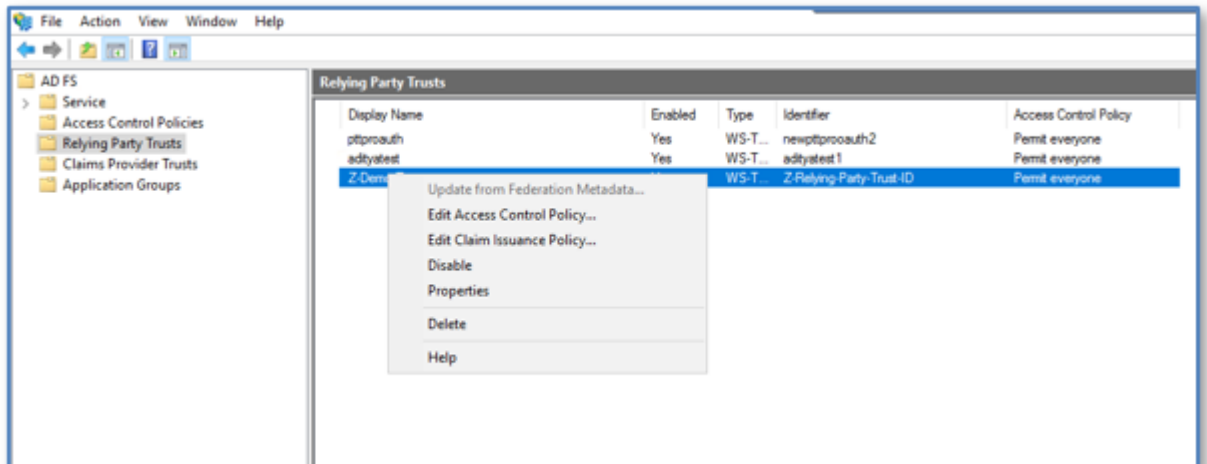 File Action View Window Help
AD FS
Service
Access Control Policies
Relying Party Trusts
Claims Provider Trusts
Application Groups
Relying Party Trusts
Display Name Enabled Type Identifier Access Control Policy
pttproauth Yes WS-T... newpttprooauth2 Permit everyone
adityatest Yes WS-T... adityatest1 Permit everyone
Z-Demo WS-T... Z-Relying-Party-Trust-ID Permit everyone
Update from Federation Metadata...
Edit Access Control Policy...
Edit Claim Issuance Policy...
Disable
Properties
Delete
Help